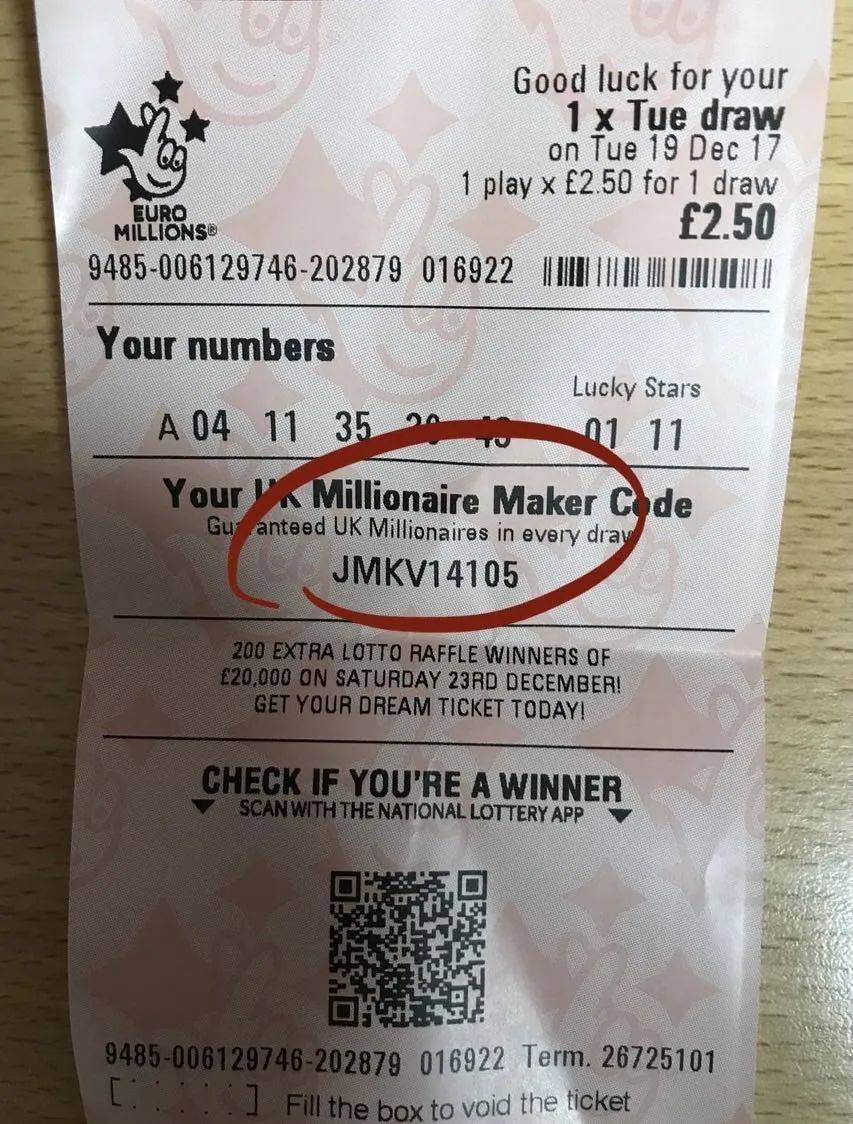 Good luck for your
1 x Tue draw
on Tue 19 Dec 17
1 play x £2.50 for 1 draw
£2.50
EURO
MILLIONS®
9485-006129746-202879 016922
Your numbers
Lucky Stars
A 04 11 35 01 11
Your UK Millionaire Maker Code
Guaranteed UK Millionaires in every draw
JMKV14105
200 EXTRA LOTTO RAFFLE WINNERS OF
£20,000 ON SATURDAY 23RD DECEMBER!
GET YOUR DREAM TICKET TODAY!
CHECK IF YOU'RE A WINNER
SCAN WITH THE NATIONAL LOTTERY APP
9485-006129746-202879 016922 Term. 26725101
[ : : : : : ] Fill the box to void the ticket